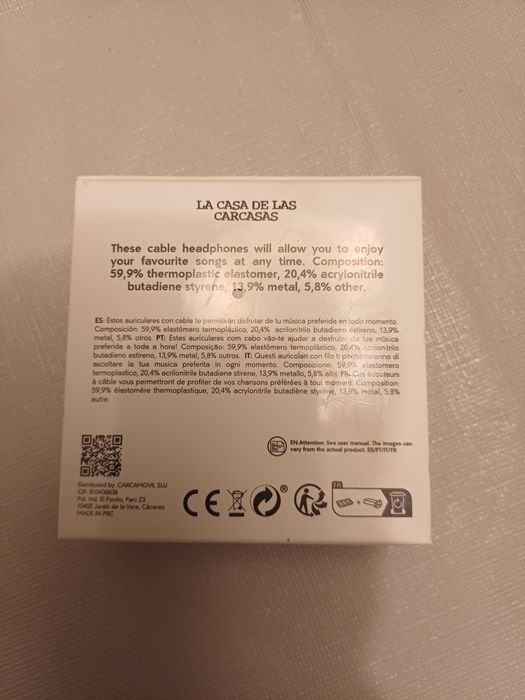 LA CASA DE LAS
CARCASAS
These cable headphones will allow you to enjoy
your favourite songs at any time. Composition:
59,9% thermoplastic elastomer, 20,4% acrylonitrile
butadiene styrene, 13,9% metal, 5,8% other.
ES: Estos auriculares con cable te permitirán disfrutar de tu música preferida en todo momento.
Composición: 59,9% elastómero termoplástico, 20,4% acrilonitrilo butadieno estireno, 13,9%
metal, 5,8% otros. PT: Estes auriculares com cabo vão-te ajudar a desfrutar da tua música
preferida a toda a hora! Composição: 59,9% elastómero termoplástico, 20,4% acrilonitrilo
butadieno estireno, 13,9% metal, 5,8% outros. IT: Questi auricolari con filo ti permetteranno di
ascoltare la tua musica preferita in ogni momento. Composizione: 59,9% elastomero
termoplastico, 20,4% acrilonitrile butadiene stirene, 13,9% metallo, 5,8% altri. FR: Ces écouteurs
à câble vous permettront de profiter de vos chansons préférées à tout moment. Composition:
59,9% élastomère thermoplastique, 20,4% acrylonitrile butadiène styrène, 13,9% métal, 5,8%
autre.
EN:Attention: See user manual. The images can
vary from the actual product. ES/PT/IT/FR
Distributed by CARCAMOVIL SLU
CIF B10439638
Pol. Ind. El Pocito, Parc Z3
10400 Jaraíz de la Vera, Cáceres
MADE IN PRC
CE
FR